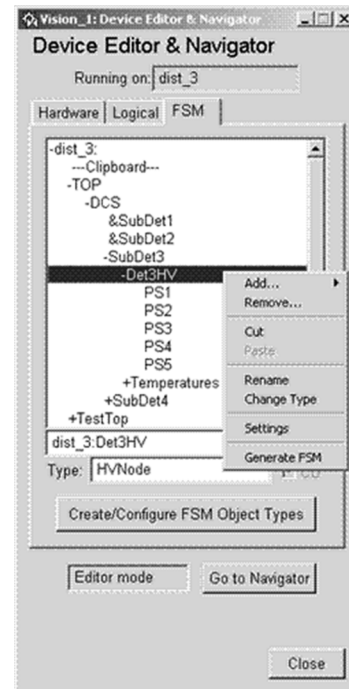 Vision_1: Device Editor & Navigator
Device Editor & Navigator
Running on: dist_3
Hardware Logical FSM
-dist_3:
---Clipboard---
-TOP
-DCS
&SubDet1
&SubDet2
-SubDet3
-Det3HV
PS1
PS2
PS3
PS4
PS5
+Temperatures
+SubDet4
+TestTop
Add...
Remove...
Cut
Paste
Rename
Change Type
Settings
Generate FSM
dist_3:Det3HV
Type: HVNode CU
Create/Configure FSM Object Types
Editor mode Go to Navigator
Close